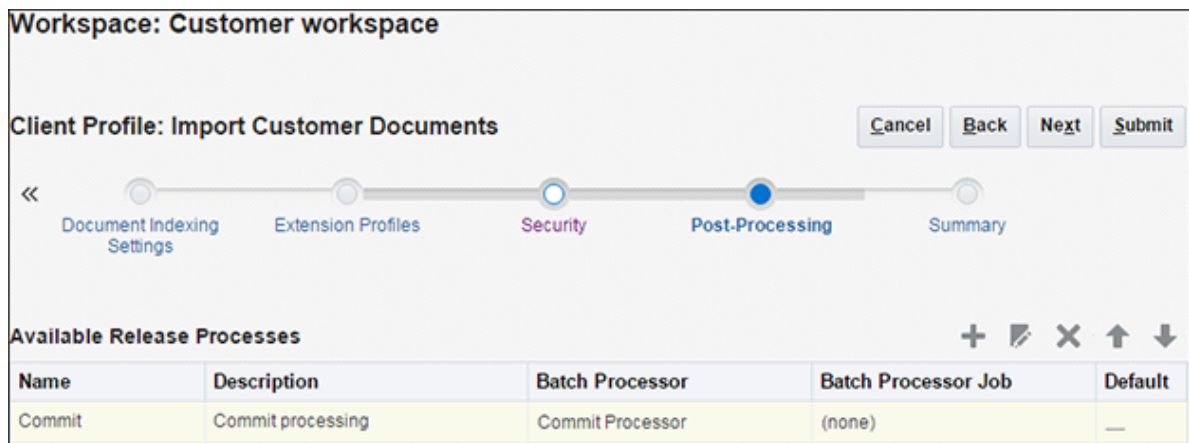 Workspace: Customer workspace
Client Profile: Import Customer Documents
Cancel Back Next Submit
«
Document Indexing Settings
Extension Profiles
Security
Post-Processing
Summary
Available Release Processes
Name Description Batch Processor Batch Processor Job Default
Commit Commit processing Commit Processor (none) —